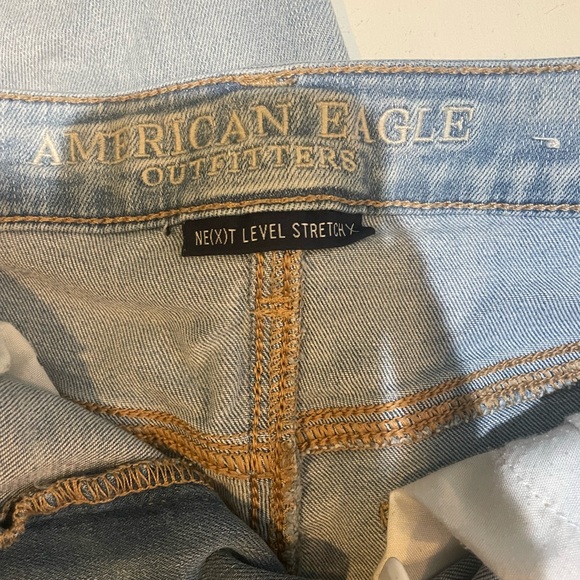 AMERICAN EAGLE
OUTFITTERS
NE(X)T LEVEL STRETCH